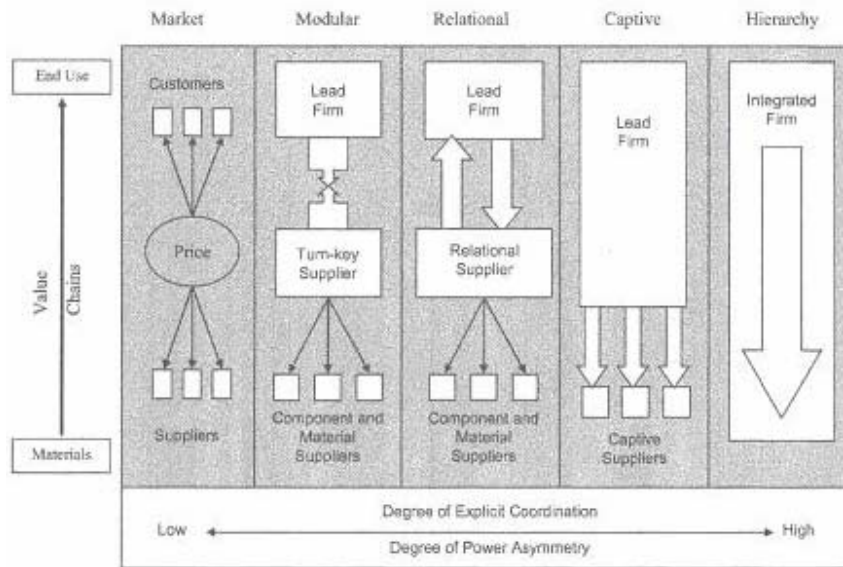 Market
Modular
Relational
Captive
Hierarchy
End Use
Value
Chains
Materials
Customers
Price
Suppliers
Lead
Firm
Turn-key
Supplier
Component and
Material
Suppliers
Lead
Firm
Relational
Supplier
Component and
Material
Suppliers
Lead
Firm
Captive
Suppliers
Integrated
Firm
Degree of Explicit Coordination
Low
High
Degree of Power Asymmetry